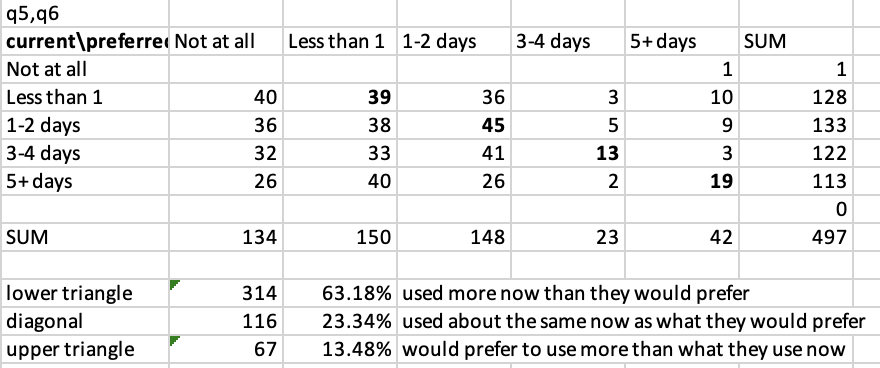 q5,q6
current\preferred Not at all Less than 1 1-2 days 3-4 days 5+ days SUM
Not at all 1 1
Less than 1 40 39 36 3 10 128
1-2 days 36 38 45 5 9 133
3-4 days 32 33 41 13 3 122
5+ days 26 40 26 2 19 113
0
SUM 134 150 148 23 42 497
lower triangle 314 63.18% used more now than they would prefer
diagonal 116 23.34% used about the same now as what they would prefer
upper triangle 67 13.48% would prefer to use more than what they use now